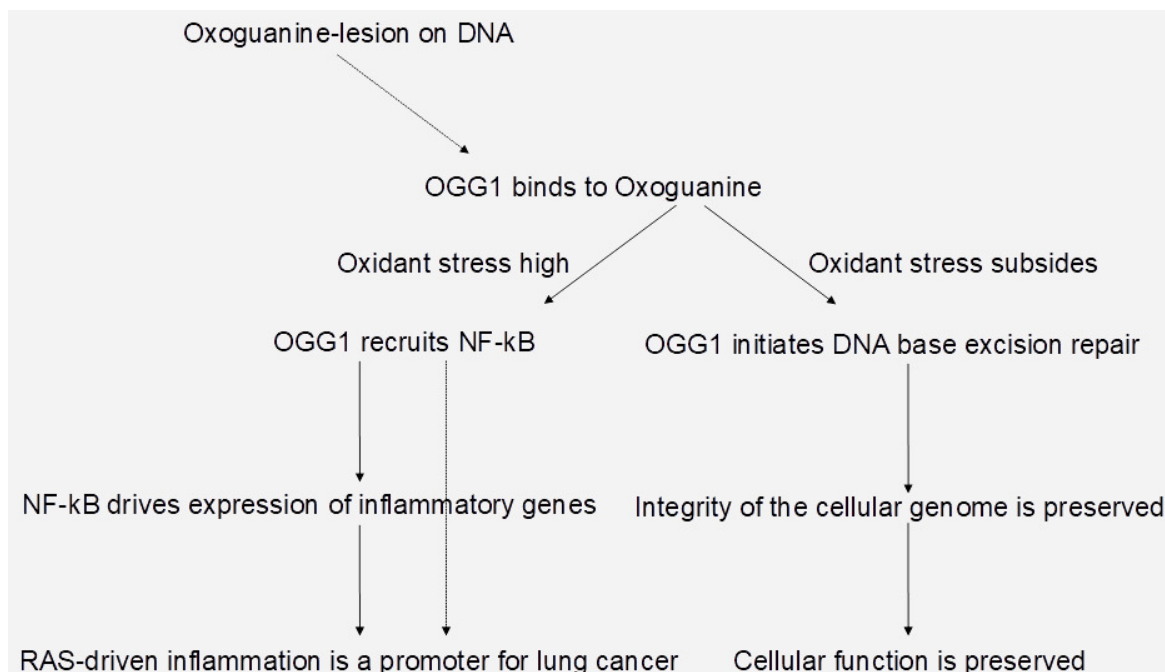 Oxoguanine-lesion on DNA
OGG1 binds to Oxoguanine
Oxidant stress high
Oxidant stress subsides
OGG1 recruits NF-kB
OGG1 initiates DNA base excision repair
NF-kB drives expression of inflammatory genes
Integrity of the cellular genome is preserved
RAS-driven inflammation is a promoter for lung cancer
Cellular function is preserved